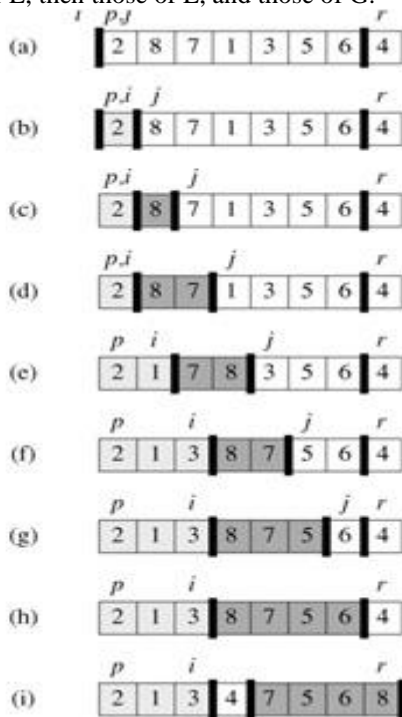 of L, then those of E, and those of G.
i p,j r
(a) 2 8 7 1 3 5 6 4
p,i j r
(b) 2 8 7 1 3 5 6 4
p,i j r
(c) 2 8 7 1 3 5 6 4
p,i j r
(d) 2 8 7 1 3 5 6 4
p i j r
(e) 2 1 7 8 3 5 6 4
p i j r
(f) 2 1 3 8 7 5 6 4
p i j r
(g) 2 1 3 8 7 5 6 4
p i r
(h) 2 1 3 8 7 5 6 4
p i r
(i) 2 1 3 4 7 5 6 8